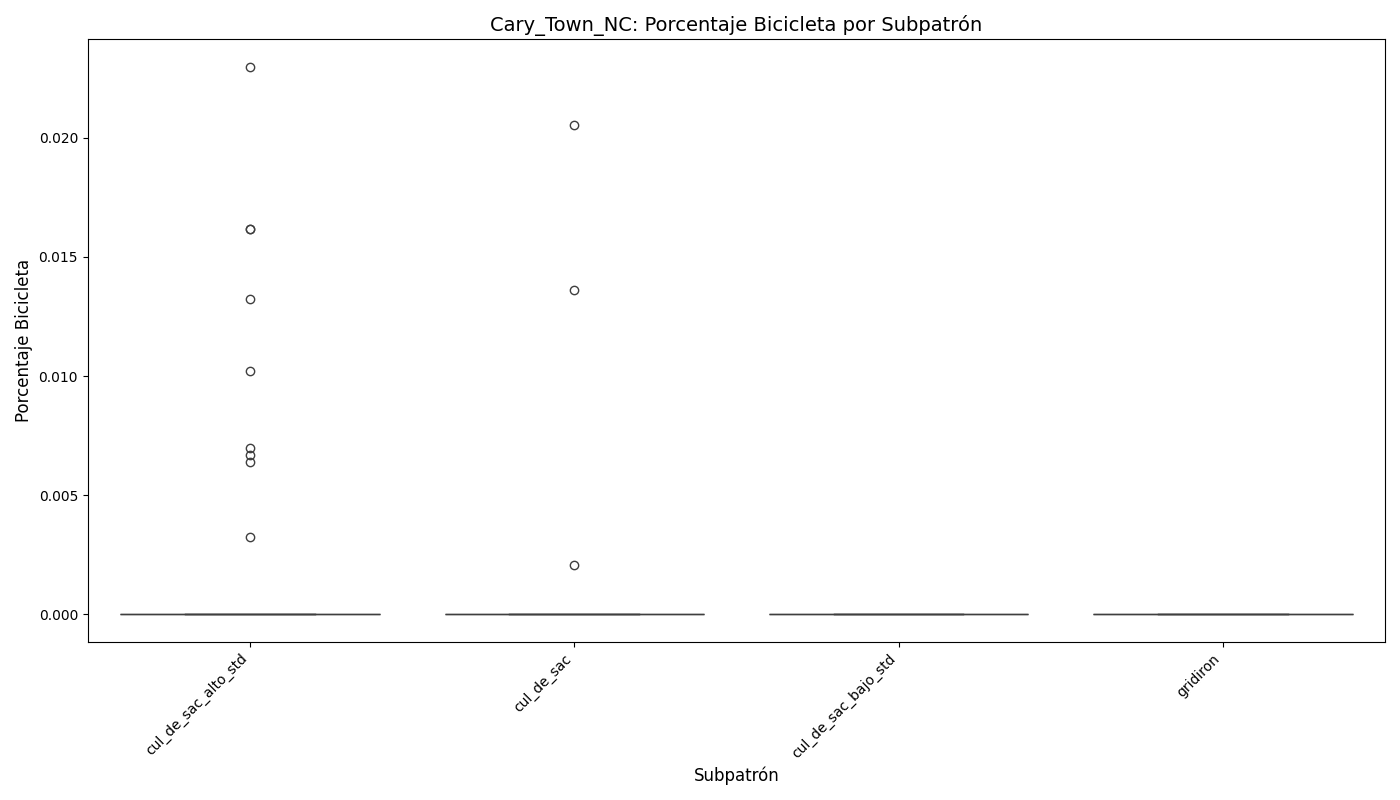 Cary_Town_NC: Porcentaje Bicicleta por Subpatrón
Porcentaje Bicicleta
0.020
0.015
0.010
0.005
0.000
cul_de_sac_alto_std
cul_de_sac
cul_de_sac_bajo_std
gridiron
Subpatrón